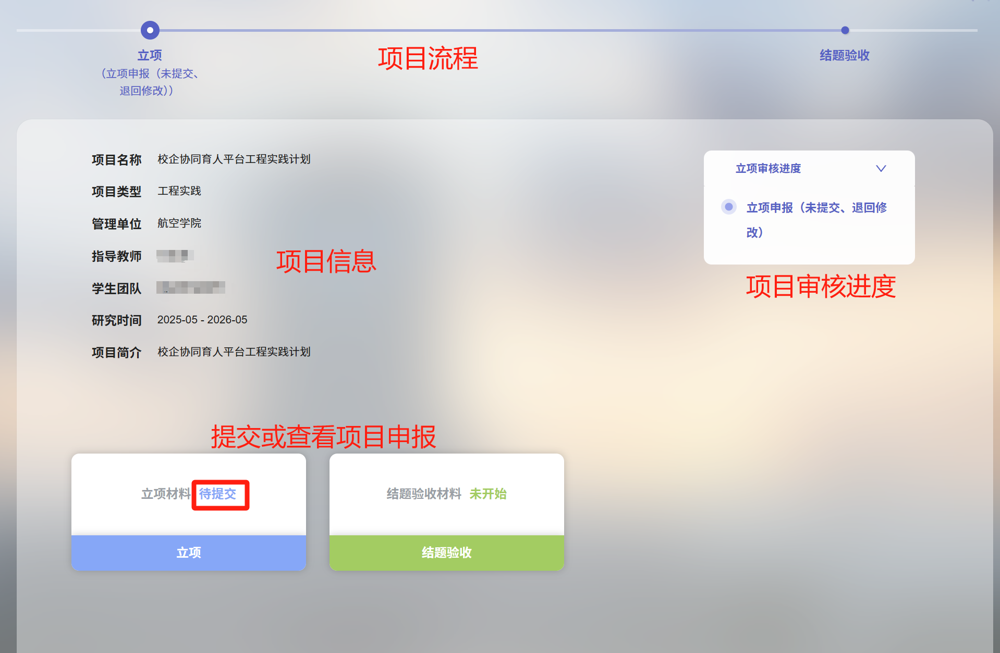 立项
结题验收
项目流程
（立项申报（未提交、
退回修改））
项目名称 校企协同育人平台工程实践计划
立项审核进度
项目类型 工程实践
立项申报（未提交、退回修
改）
管理单位 航空学院
指导教师
项目信息
项目审核进度
学生团队
研究时间 2025-05 - 2026-05
项目简介 校企协同育人平台工程实践计划
提交或查看项目申报
立项材料 待提交
结题验收材料 未开始
立项
结题验收